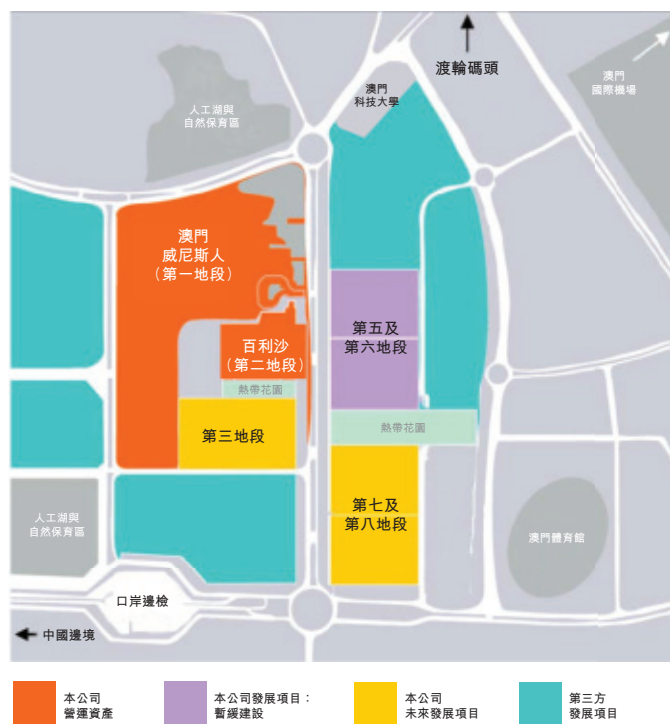 渡輪碼頭
澳門
國際機場
澳門
科技大學
人工湖與
自然保育區
澳門
威尼斯人
（第一地段）
百利沙
（第二地段）
熱帶花園
第三地段
第五及
第六地段
熱帶花園
第七及
第八地段
人工湖與
自然保育區
澳門體育館
口岸邊檢
中國邊境
本公司
營運資產
本公司發展項目：
暫緩建設
本公司
未來發展項目
第三方
發展項目